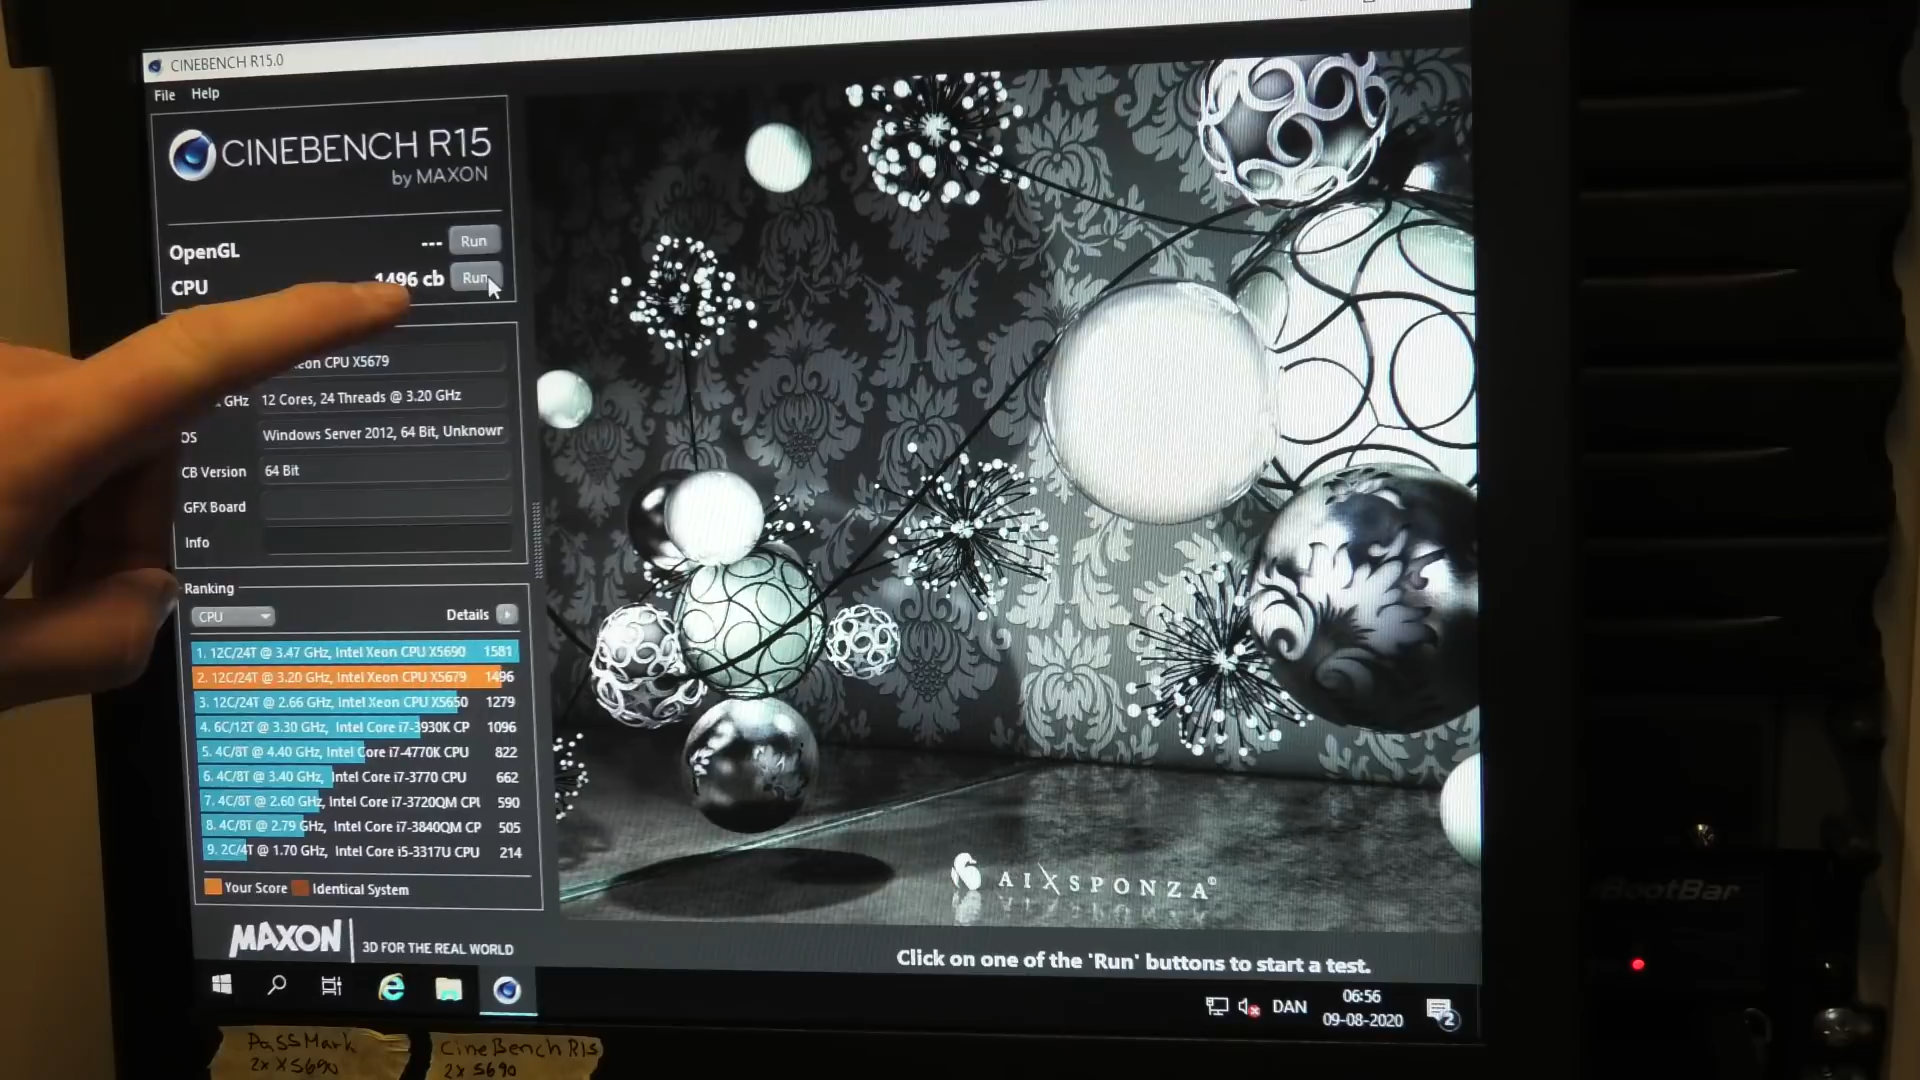 CINEBENCH R15.0
File Help
CINEBENCH R15
by MAXON
OpenGL --- Run
CPU 1496 cb Run
eon CPU X5679
GHz 12 Cores, 24 Threads @ 3.20 GHz
OS Windows Server 2012, 64 Bit, Unknowr
CB Version 64 Bit
GFX Board
Info
Ranking
CPU Details
1. 12C/24T @ 3.47 GHz, Intel Xeon CPU X5690 1581
2. 12C/24T @ 3.20 GHz, Intel Xeon CPU X5679 1496
3. 12C/24T @ 2.66 GHz, Intel Xeon CPU X5650 1279
4. 6C/12T @ 3.30 GHz, Intel Core i7-3930K CP 1096
5. 4C/8T @ 4.40 GHz, Intel Core i7-4770K CPU 822
6. 4C/8T @ 3.40 GHz, Intel Core i7-3770 CPU 662
7. 4C/8T @ 2.60 GHz, Intel Core i7-3720QM CPU 590
8. 4C/8T @ 2.79 GHz, Intel Core i7-3840QM CP 505
9. 2C/4T @ 1.70 GHz, Intel Core i5-3317U CPU 214
Your Score Identical System
MAXON 3D FOR THE REAL WORLD
AIXSPONZA©
Click on one of the 'Run' buttons to start a test.
DAN
06:56
09-08-2020
2
BootBar
PassMark
2x X5690
CineBench R15
2x 5690